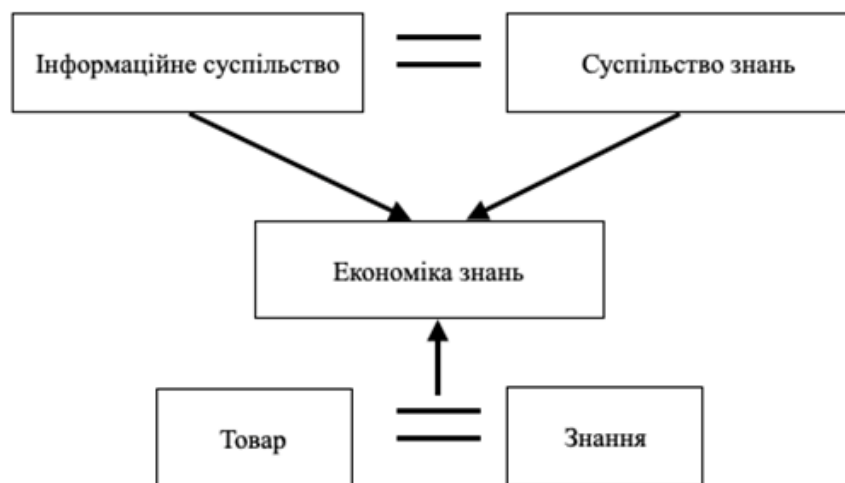 Інформаційне суспільство
Суспільство знань
Економіка знань
Товар
Знання